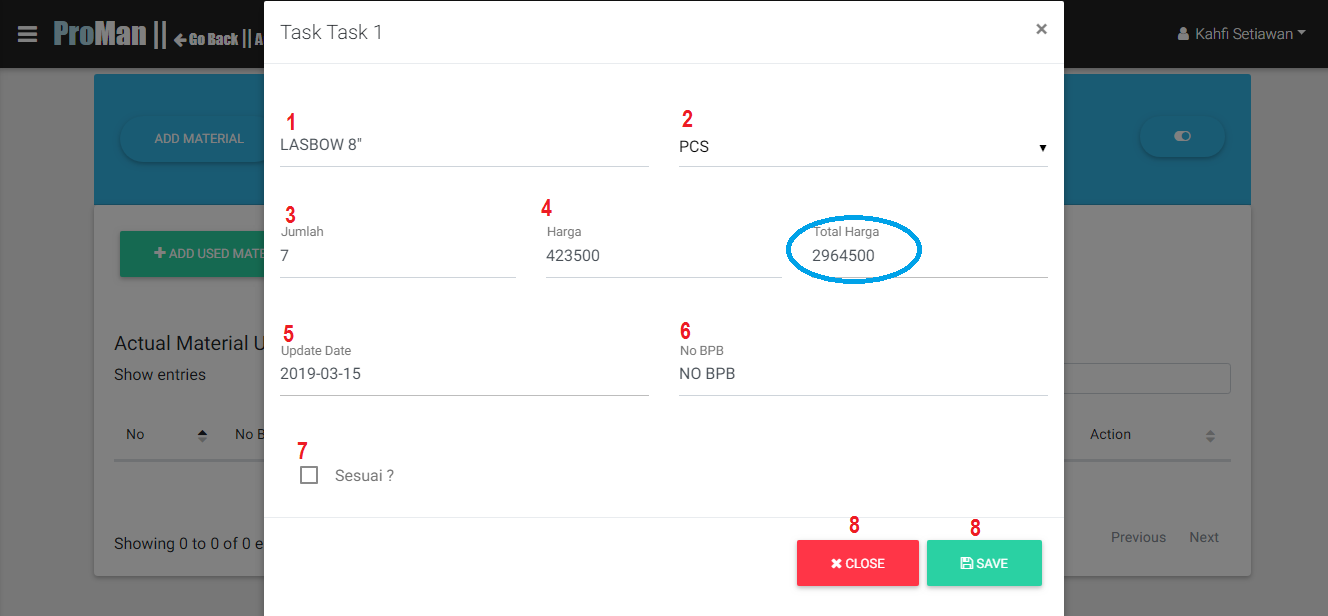 ProMan || Go Back || A
Kahfi Setiawan
Task Task 1
×
ADD MATERIAL
1
LASBOW 8"
2
PCS
3
Jumlah
7
4
Harga
423500
Total Harga
2964500
ADD USED MATE
5
Update Date
2019-03-15
6
No BPB
NO BPB
Actual Material U
Show entries
No
No B
Action
7
Sesuai ?
8
CLOSE
8
SAVE
Showing 0 to 0 of 0 e
Previous
Next